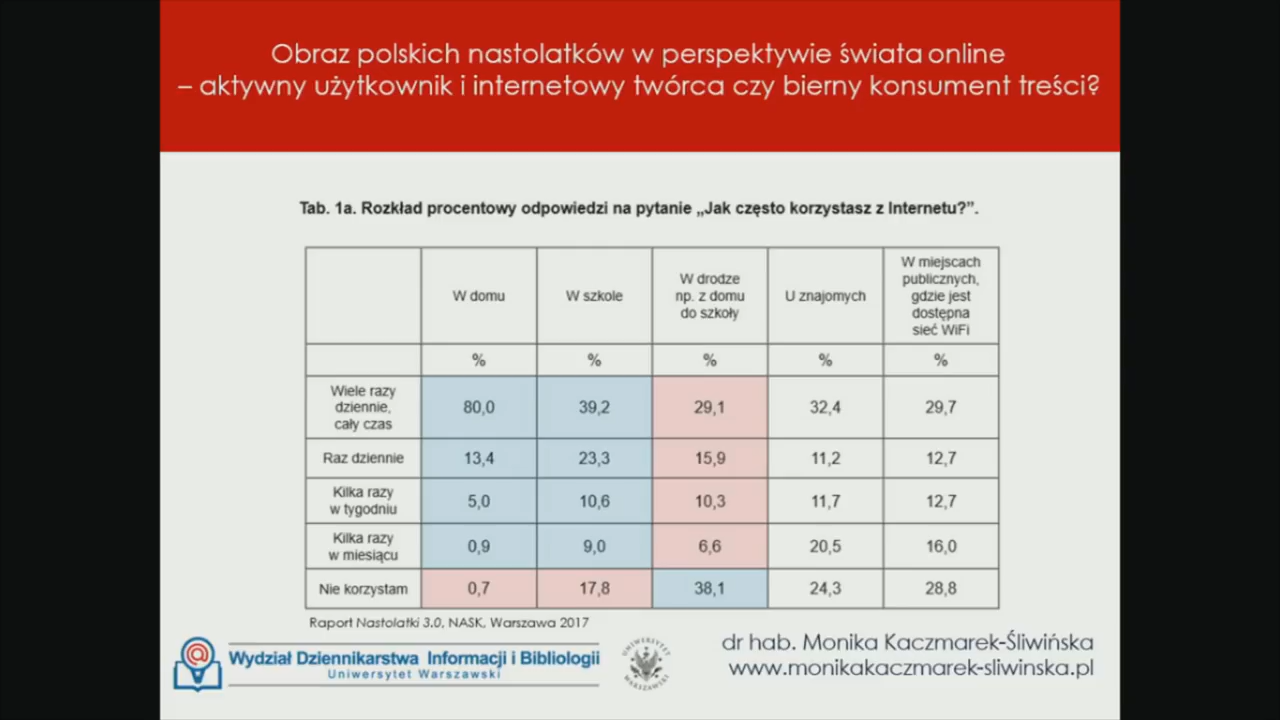 Obraz polskich nastolatków w perspektywie świata online
– aktywny użytkownik i internetowy twórca czy bierny konsument treści?
Tab. 1a. Rozkład procentowy odpowiedzi na pytanie „Jak często korzystasz z Internetu?”.
W domu
W szkole
W drodze
np. z domu
do szkoły
U znajomych
W miejscach
publicznych,
gdzie jest
dostępna
sieć WiFi
% % % % %
Wiele razy
dziennie,
cały czas
80,0 39,2 29,1 32,4 29,7
Raz dziennie 13,4 23,3 15,9 11,2 12,7
Kilka razy
w tygodniu
5,0 10,6 10,3 11,7 12,7
Kilka razy
w miesiącu
0,9 9,0 6,6 20,5 16,0
Nie korzystam 0,7 17,8 38,1 24,3 28,8
Raport Nastolatki 3.0, NASK, Warszawa 2017
Wydział Dziennikarstwa Informacji i Bibliologii
Uniwersytet Warszawski
UNIWERSYTET
WARSZAWSKI
dr hab. Monika Kaczmarek-Śliwińska
www.monikakaczmarek-sliwinska.pl